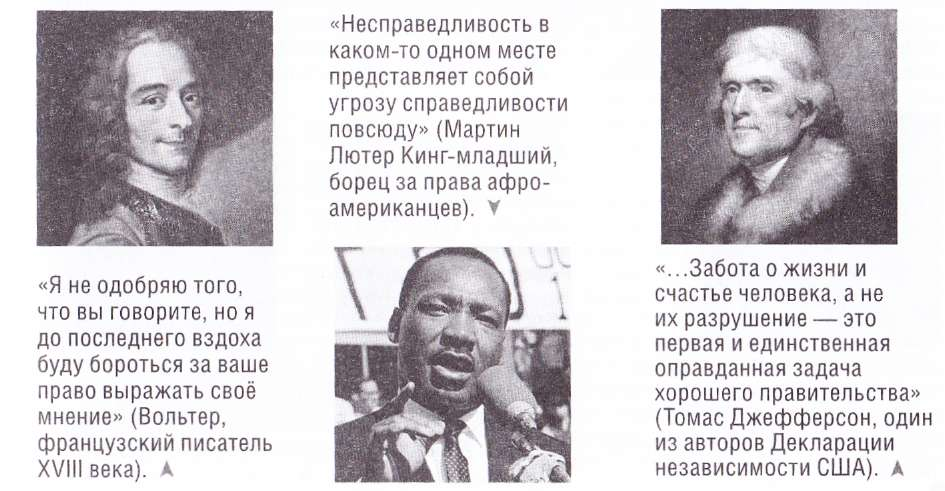 «Я не одобряю того,
что вы говорите, но я
до последнего вздоха
буду бороться за ваше
право выражать своё
мнение» (Вольтер,
французский писатель
XVIII века).
«Несправедливость в
каком-то одном месте
представляет собой
угрозу справедливости
повсюду» (Мартин
Лютер Кинг-младший,
борец за права афро-
американцев).
«...Забота о жизни и
счастье человека, а не
их разрушение — это
первая и единственная
оправданная задача
хорошего правительства»
(Томас Джефферсон, один
из авторов Декларации
независимости США).